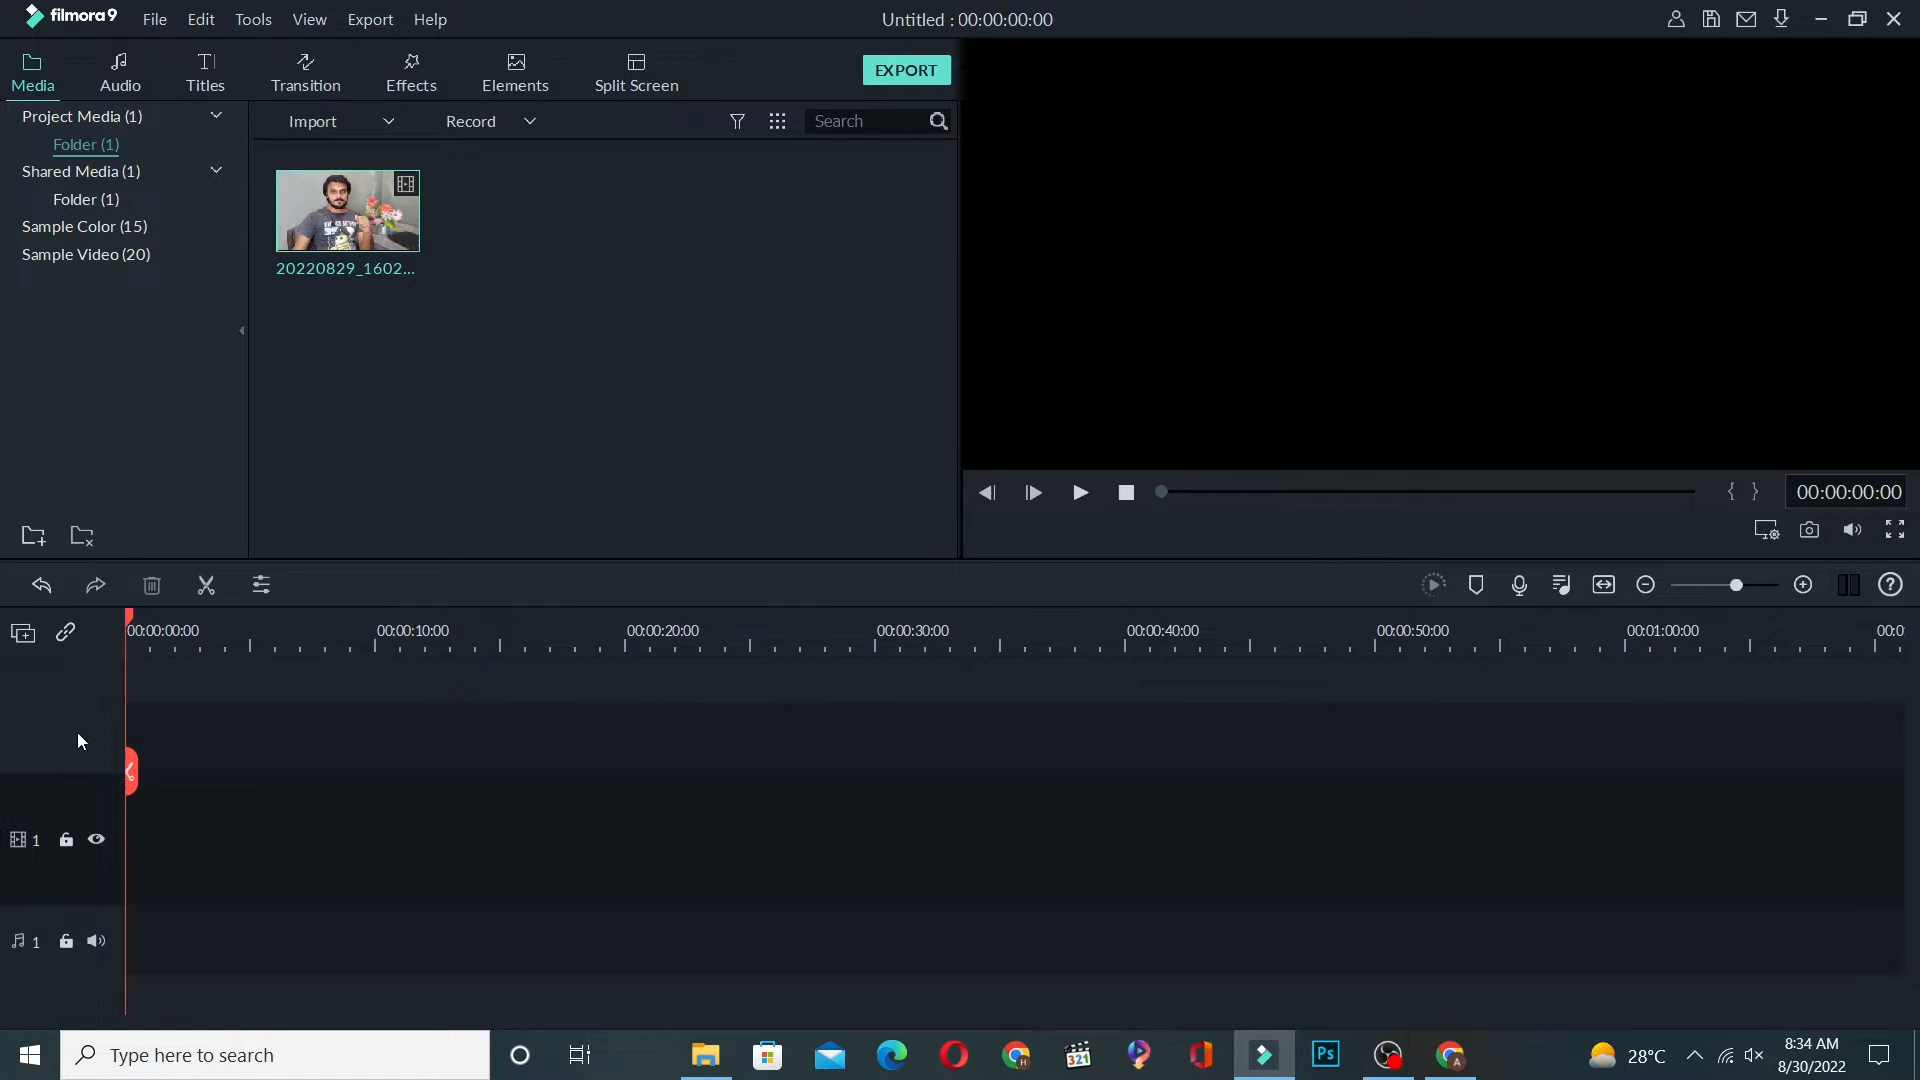 filmora9 File Edit Tools View Export Help Untitled : 00:00:00:00
Media Audio Titles Transition Effects Elements Split Screen EXPORT
Project Media (1)
Folder (1)
Shared Media (1)
Folder (1)
Sample Color (15)
Sample Video (20)
Import Record Search
20220829_1602...
{ } 00:00:00:00
00:00:00:00 00:00:10:00 00:00:20:00 00:00:30:00 00:00:40:00 00:00:50:00 00:01:00:00 00:0
1
1
Type here to search
321
H
Ps
A
28°C
8:34 AM
8/30/2022